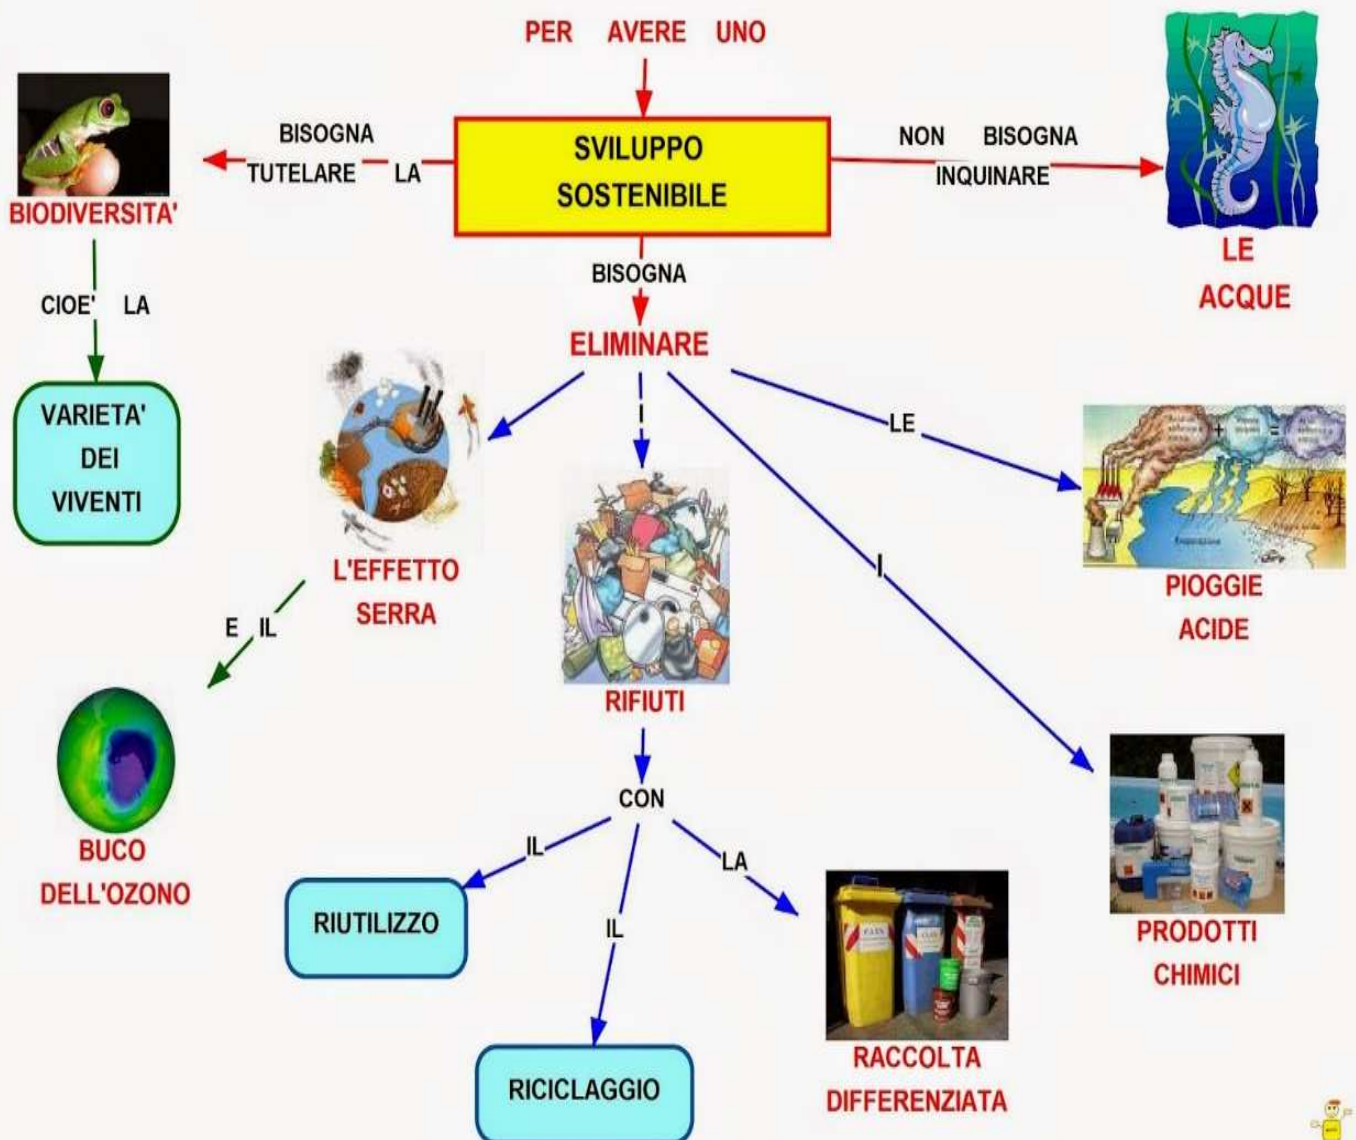 PER AVERE UNO
SVILUPPO
SOSTENIBILE
BISOGNA
TUTELARE LA
BIODIVERSITA'
CIOE' LA
VARIETA'
DEI
VIVENTI
NON BISOGNA
INQUINARE
LE
ACQUE
BISOGNA
ELIMINARE
L'EFFETTO
SERRA
E IL
BUCO
DELL'OZONO
I
RIFIUTI
CON
IL
RIUTILIZZO
IL
RICICLAGGIO
LA
RACCOLTA
DIFFERENZIATA
I
PRODOTTI
CHIMICI
LE
PIOGGIE
ACIDE
Evaporazione